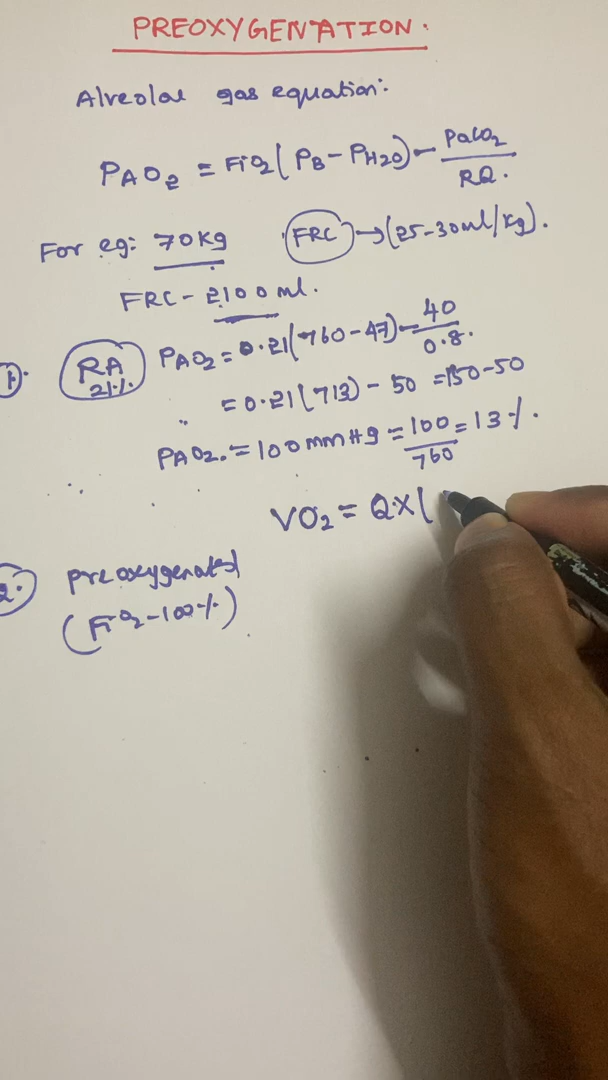 PREOXYGENATION.
Alveolar gas equation:
PAO2 = FiO2(PB-PH2O) - PaCO2/RQ.
For eg: 70kg FRC → (25-30ml/kg).
FRC - 2100 ml.
1. RA 21% PAO2 = 0.21(760-47) - 40/0.8.
" = 0.21(713) - 50 = 150-50
PAO2. = 100mmHg = 100/760 = 13%.
VO2 = Q×(
2. preoxygenated
(FiO2-100%)